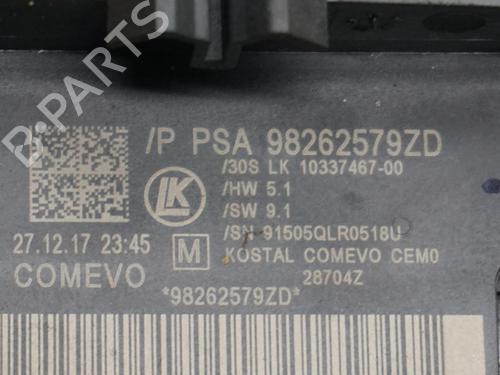 /P PSA 98262579ZD
/30S LK 10337467-00
/HW 5.1
LK
/SW 9.1
/SN 91505QLR0518U
27.12.17 23:45
M
KOSTAL COMEVO CEM0
COMEVO
28704Z
*98262579ZD*